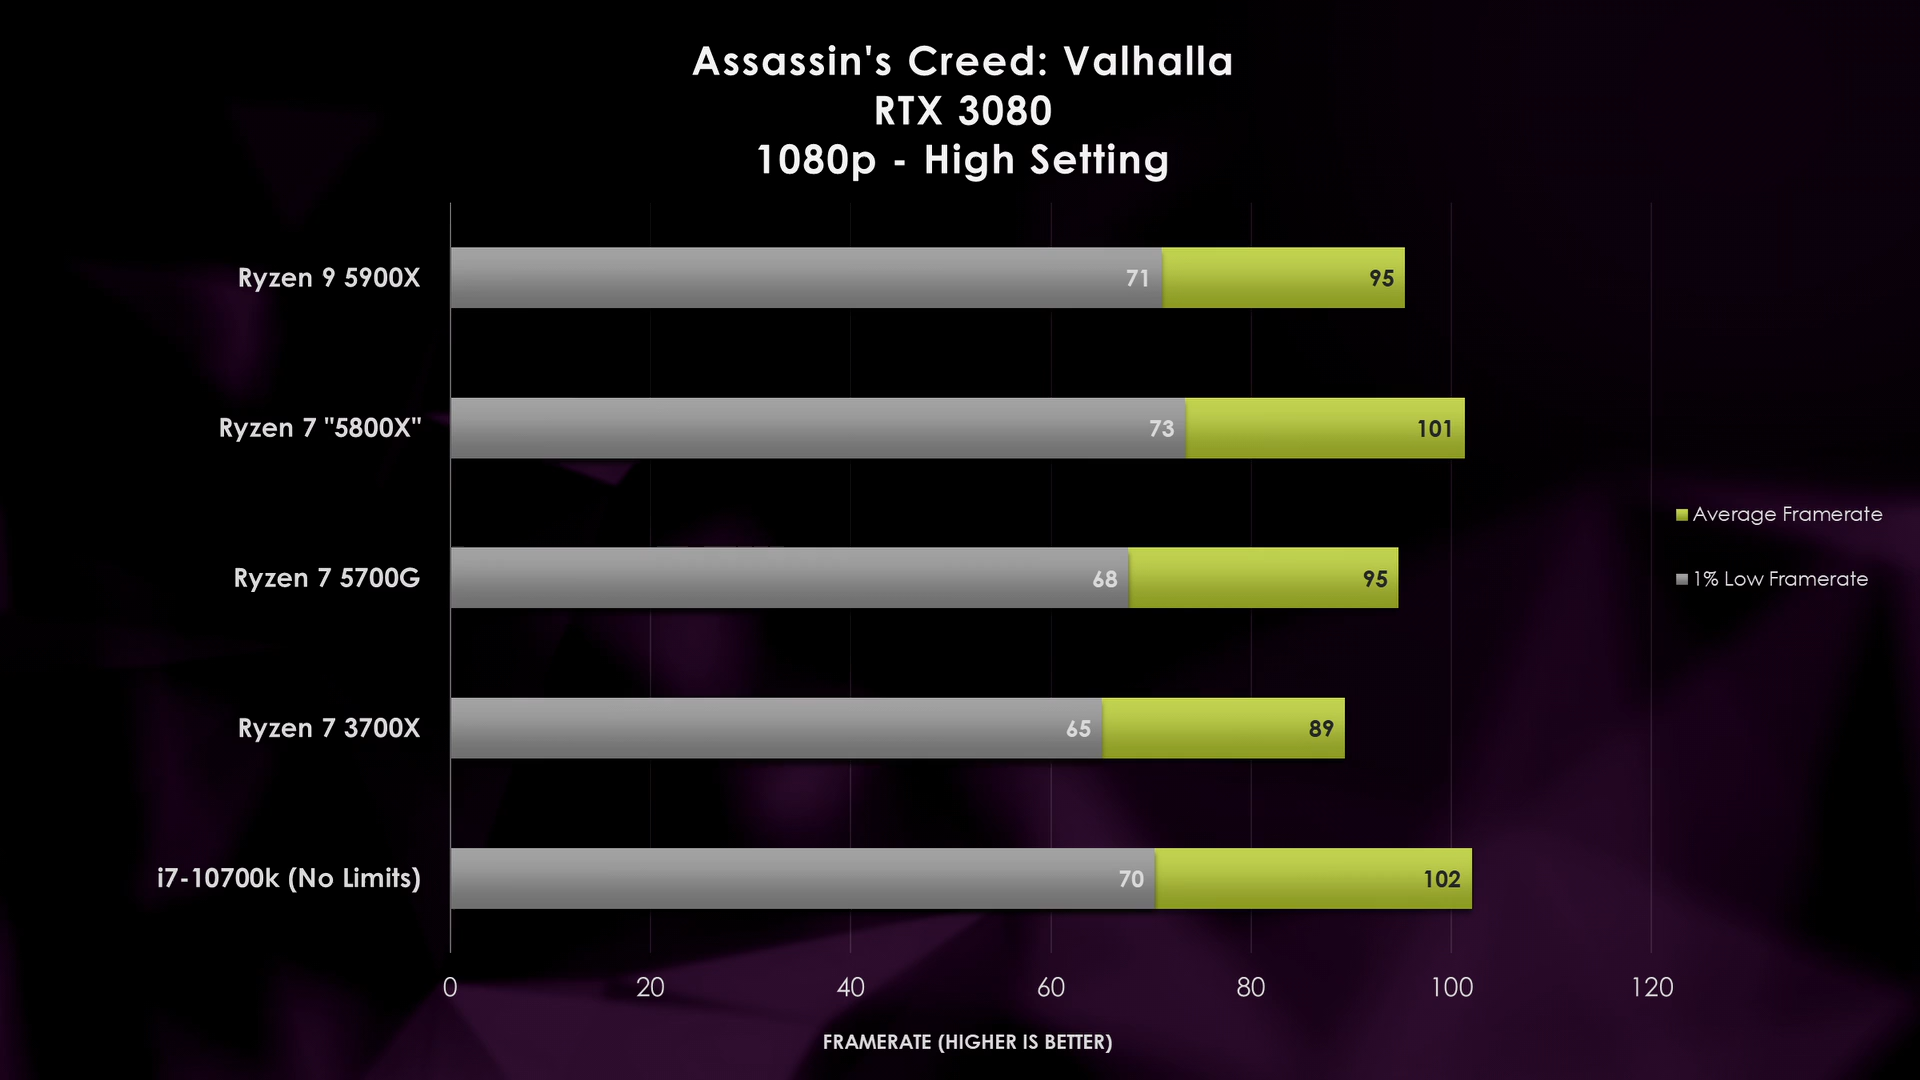 Assassin's Creed: Valhalla
RTX 3080
1080p - High Setting
Ryzen 9 5900X
71
95
Ryzen 7 "5800X"
73
101
Ryzen 7 5700G
68
95
Ryzen 7 3700X
65
89
i7-10700k (No Limits)
70
102
Average Framerate
1% Low Framerate
0 20 40 60 80 100 120
FRAMERATE (HIGHER IS BETTER)